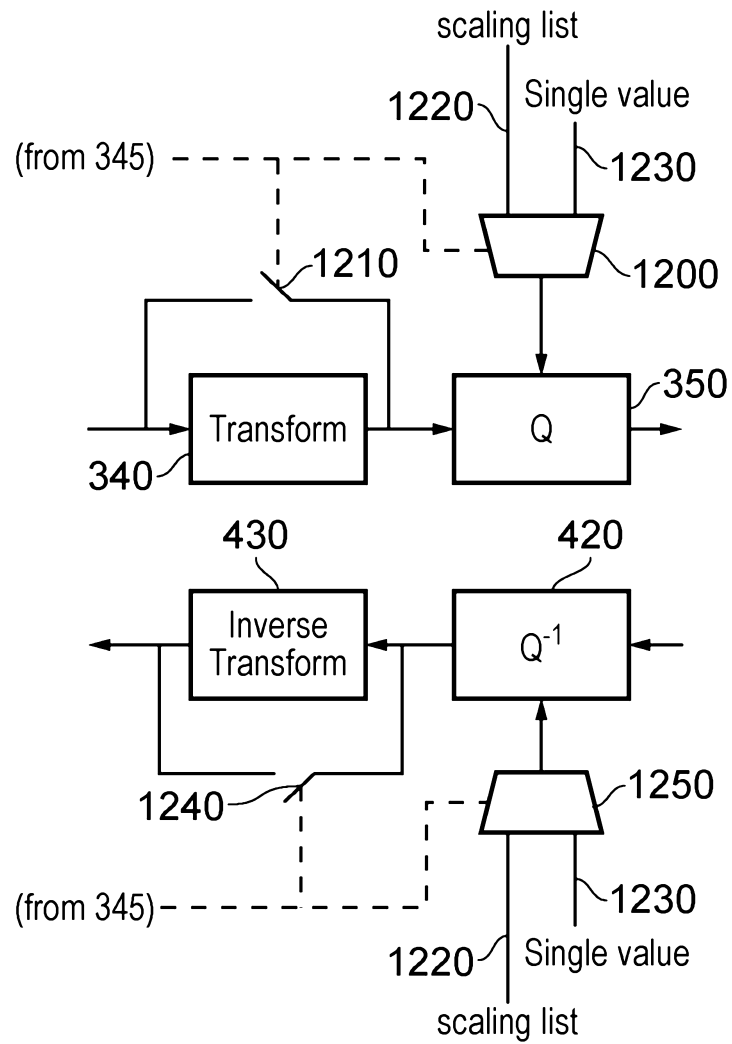 scaling list
1220
Single value
(from 345)
1230
1210
1200
350
Transform
Q
340
430
420
Inverse
Transform
Q-1
1240
1250
(from 345)
1230
1220
Single value
scaling list